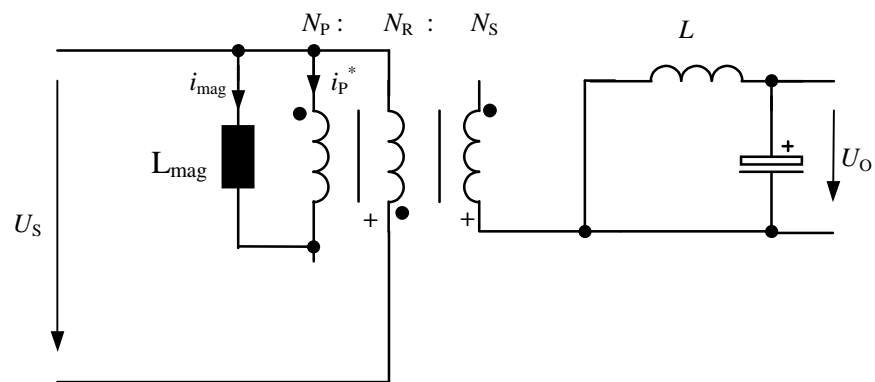 N_P : N_R : N_S
L
i_mag i_P*
L_mag
U_S
+ +
+
U_O